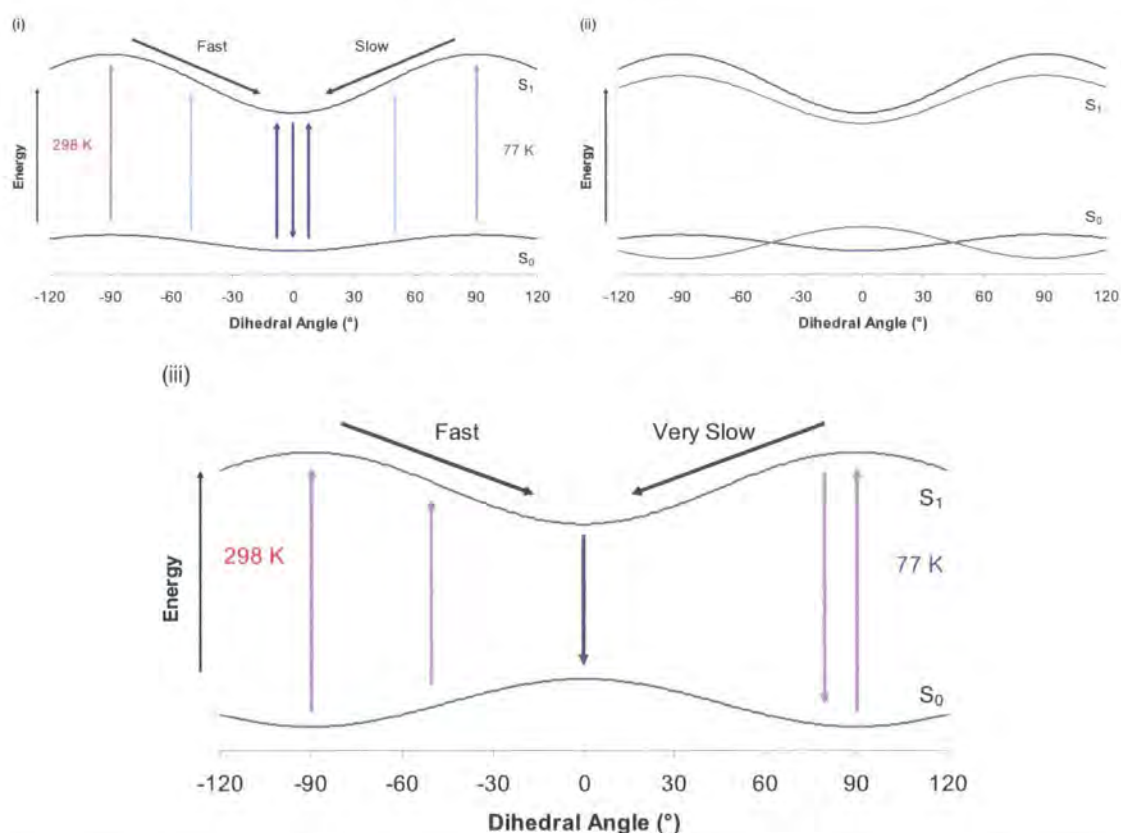 (i)
Fast
Slow
S1
298 K
77 K
Energy
S0
-120 -90 -60 -30 0 30 60 90 120
Dihedral Angle (°)
(ii)
S1
Energy
S0
-120 -90 -60 -30 0 30 60 90 120
Dihedral Angle (°)
(iii)
Fast
Very Slow
S1
298 K
77 K
Energy
S0
-120 -90 -60 -30 0 30 60 90 120
Dihedral Angle (°)